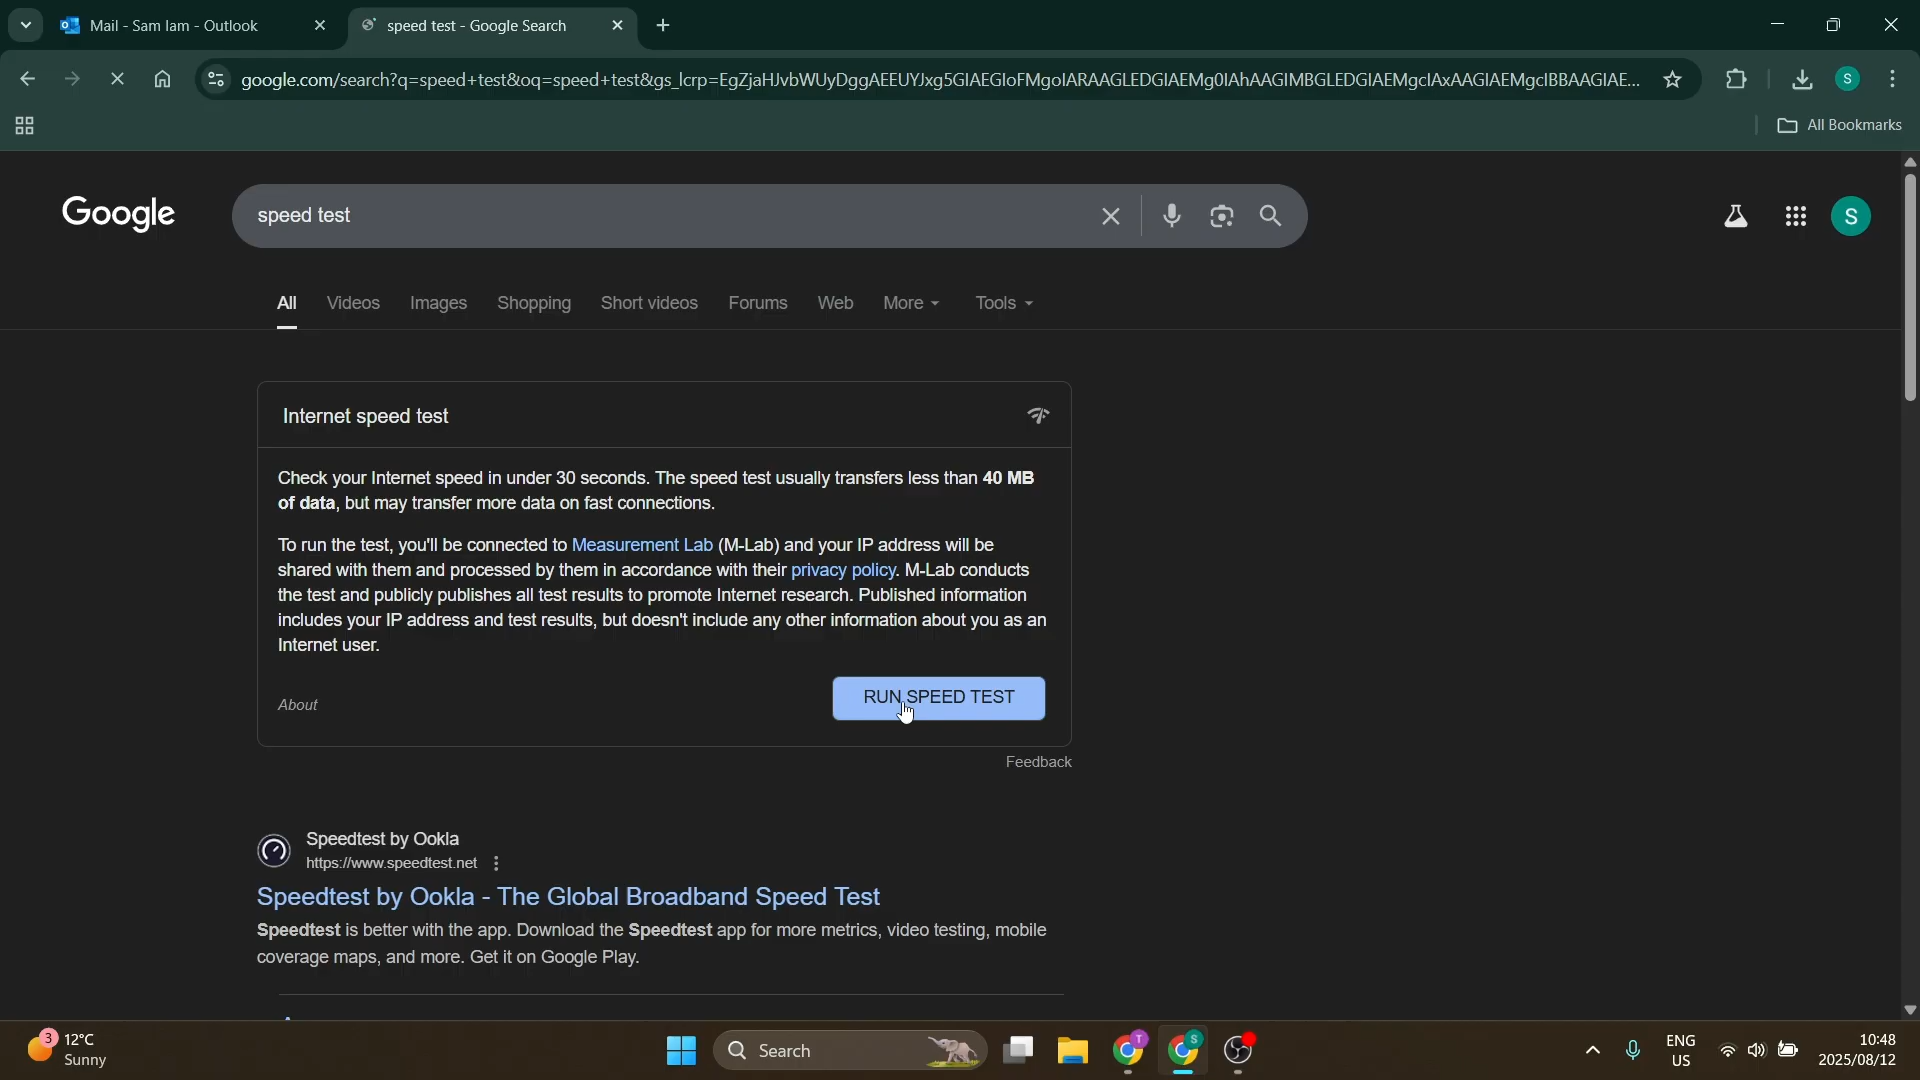 Mail - Sam Iam - Outlook
speed test - Google Search
google.com/search?q=speed+test&oq=speed+test&gs_lcrp=EgZjaHJvbWUyDggAEEUYJxg5GIAEGIoFMgoIARAAGLEDGIAEMg0IAhAAGIMBGLEDGIAEMgcIAxAAGIAEMgcIBBAAGIAE...
S
All Bookmarks
Google
speed test
S
All
Videos
Images
Shopping
Short videos
Forums
Web
More
Tools
Internet speed test
Check your Internet speed in under 30 seconds. The speed test usually transfers less than 40 MB
of data, but may transfer more data on fast connections.
To run the test, you'll be connected to Measurement Lab (M-Lab) and your IP address will be
shared with them and processed by them in accordance with their privacy policy. M-Lab conducts
the test and publicly publishes all test results to promote Internet research. Published information
includes your IP address and test results, but doesn't include any other information about you as an
Internet user.
About
RUN SPEED TEST
Feedback
Speedtest by Ookla
https://www.speedtest.net
Speedtest by Ookla - The Global Broadband Speed Test
Speedtest is better with the app. Download the Speedtest app for more metrics, video testing, mobile
coverage maps, and more. Get it on Google Play.
3
12°C
Sunny
Search
T
S
ENG
US
10:48
2025/08/12